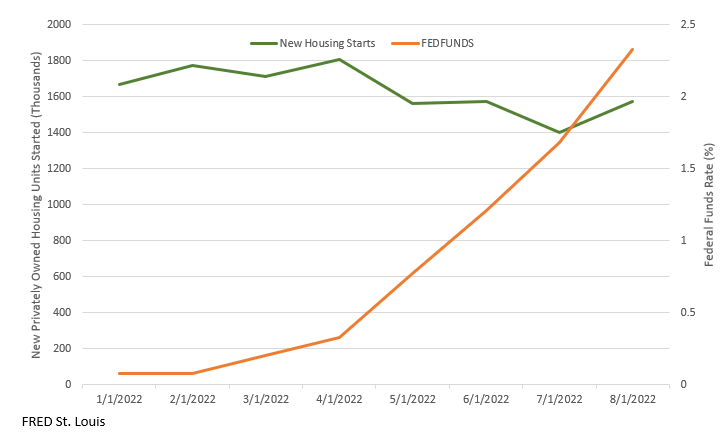 New Housing Starts
FEDFUNDS
New Privately Owned Housing Units Started (Thousands)
2000
1800
1600
1400
1200
1000
800
600
400
200
0
Federal Funds Rate (%)
2.5
2
1.5
1
0.5
0
1/1/2022 2/1/2022 3/1/2022 4/1/2022 5/1/2022 6/1/2022 7/1/2022 8/1/2022
FRED St. Louis